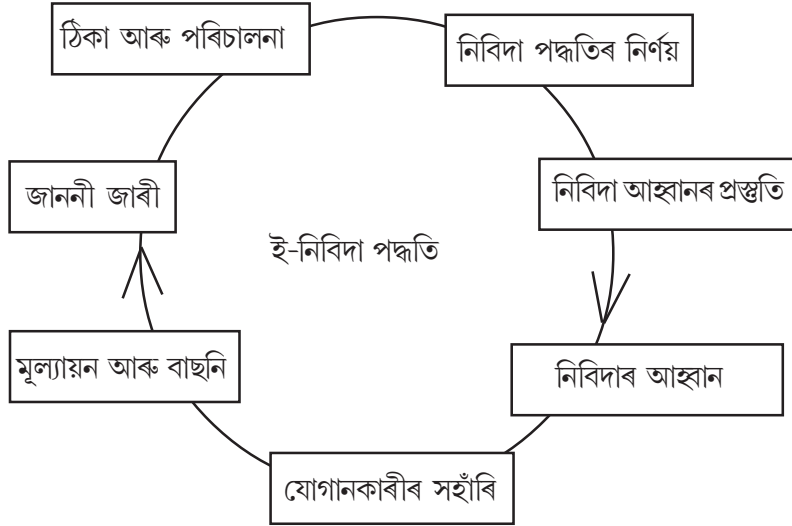 ঠিকা আৰু পৰিচালনা
নিবিদা পদ্ধতিৰ নিৰ্ণয়
জাননী জাৰী
নিবিদা আহ্বানৰ প্ৰস্তুতি
ই-নিবিদা পদ্ধতি
মূল্যায়ন আৰু বাছনি
নিবিদাৰ আহ্বান
যোগানকাৰীৰ সহাঁৰি